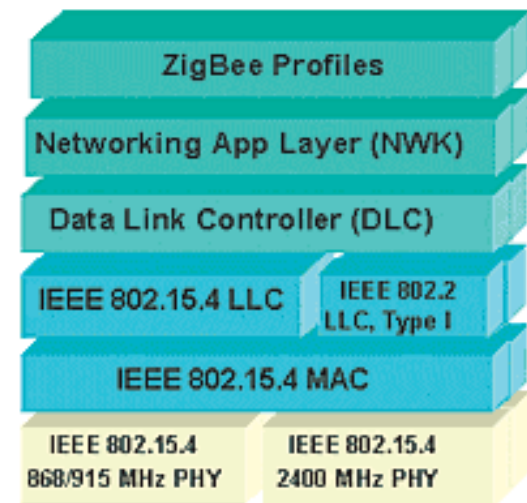 ZigBee Profiles
Networking App Layer (NWK)
Data Link Controller (DLC)
IEEE 802.15.4 LLC
IEEE 802.2
LLC, Type I
IEEE 802.15.4 MAC
IEEE 802.15.4
868/915 MHz PHY
IEEE 802.15.4
2400 MHz PHY